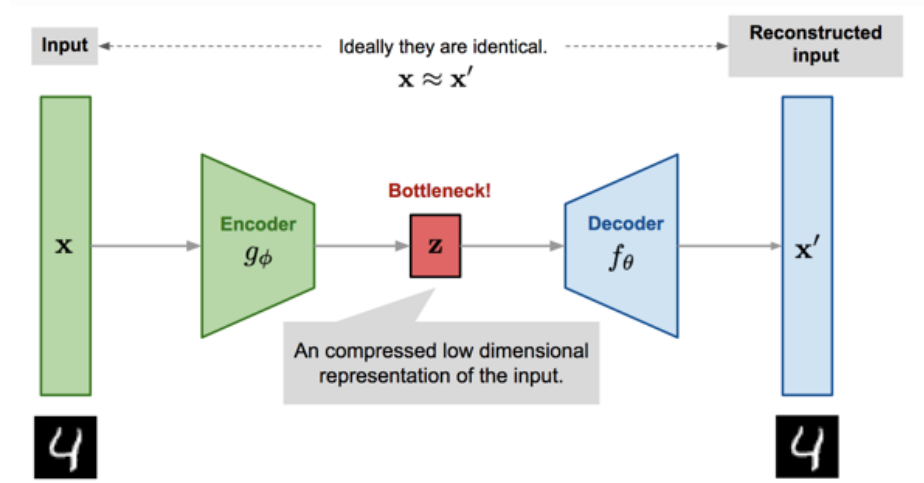 Input
Ideally they are identical.
x ≈ x′
Reconstructed
input
Bottleneck!
x
Encoder
gϕ
z
Decoder
fθ
x′
An compressed low dimensional
representation of the input.
4
4